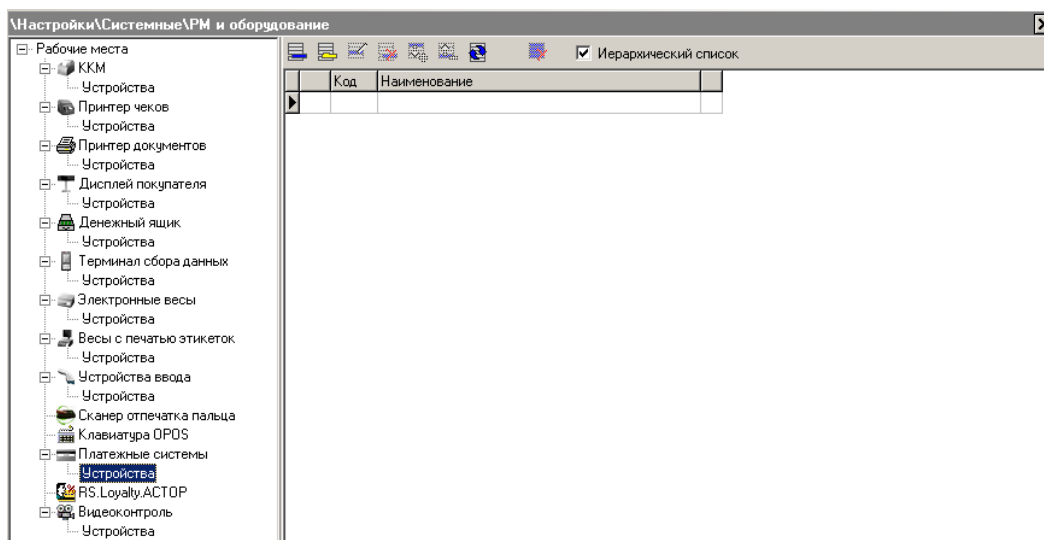 \Настройки\Системные\РМ и оборудование
Рабочие места
Иерархический список
ККМ
Код Наименование
Устройства
Принтер чеков
Устройства
Принтер документов
Устройства
Дисплей покупателя
Устройства
Денежный ящик
Устройства
Терминал сбора данных
Устройства
Электронные весы
Устройства
Весы с печатью этикеток
Устройства
Устройства ввода
Устройства
Сканер отпечатка пальца
Клавиатура OPOS
Платежные системы
Устройства
RS.Loyalty.АСТОР
Видеоконтроль
Устройства